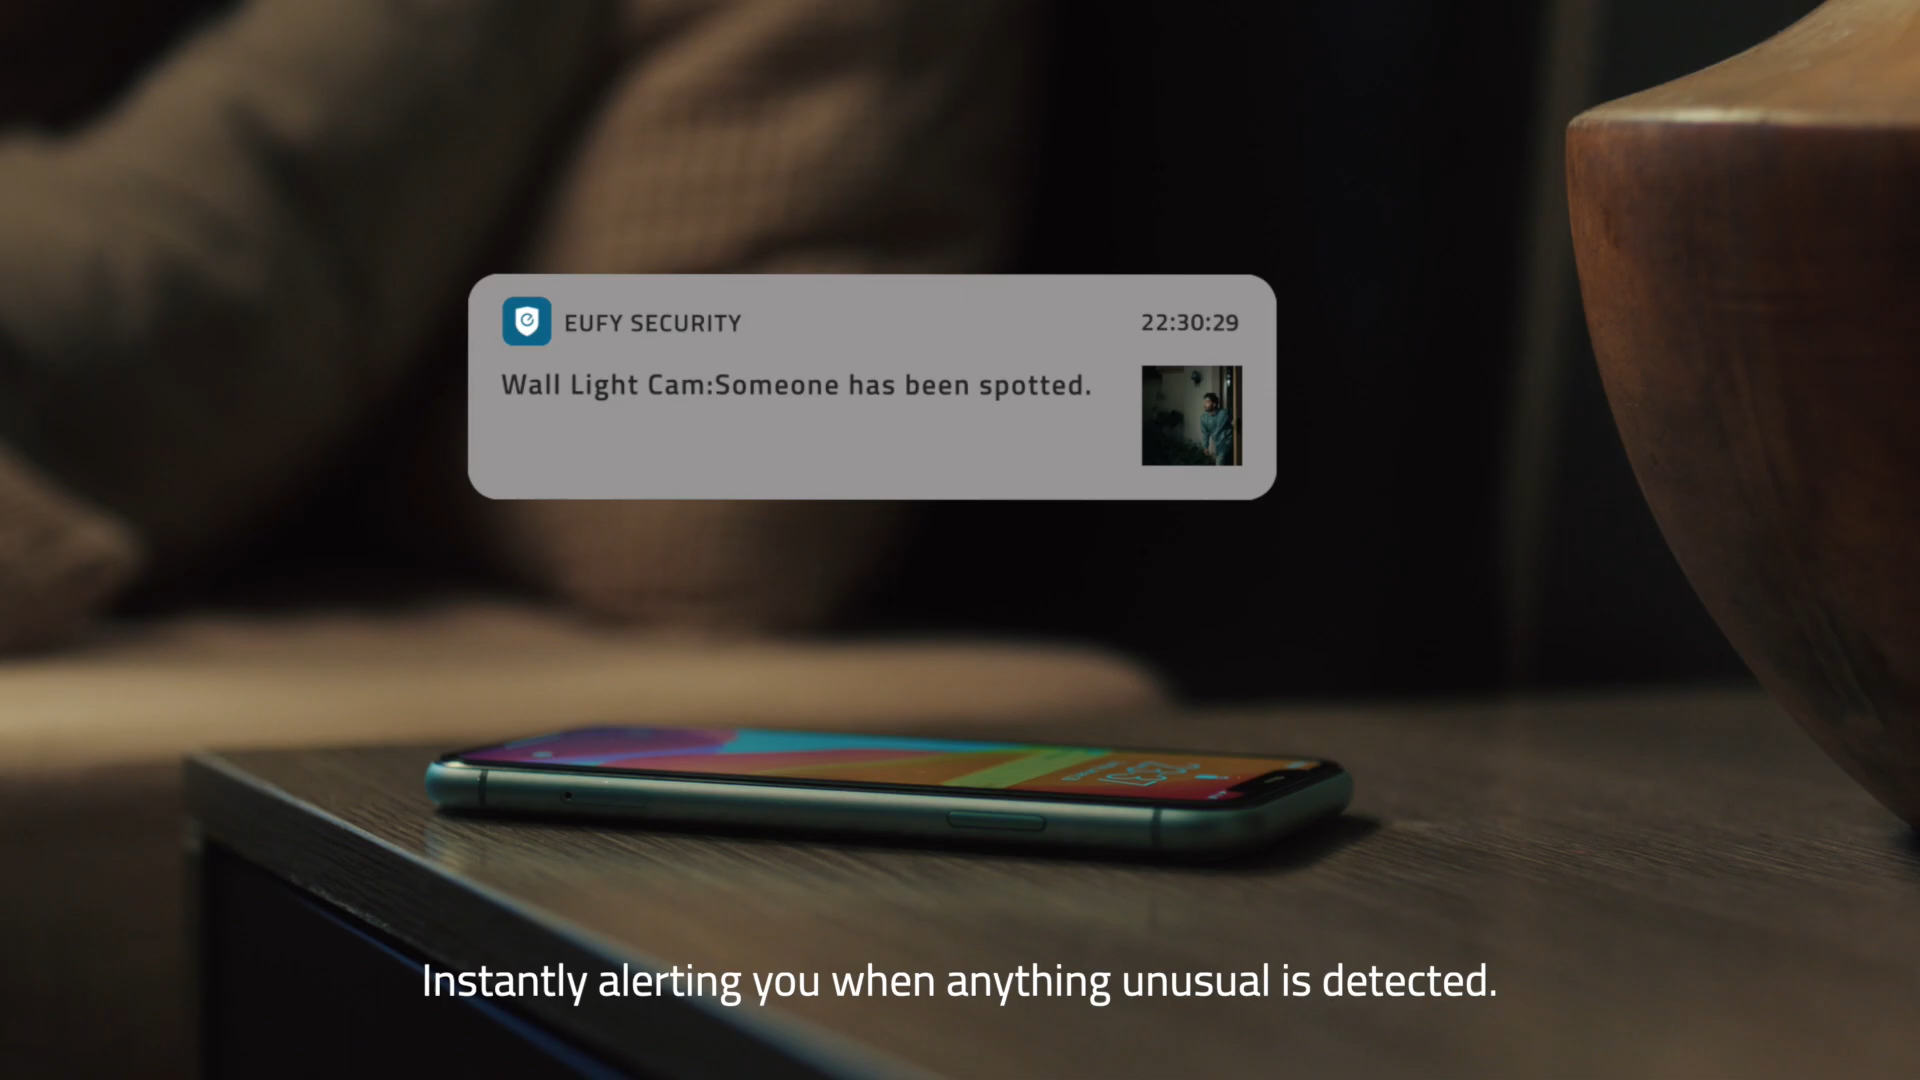 EUFY SECURITY
22:30:29
Wall Light Cam:Someone has been spotted.
Instantly alerting you when anything unusual is detected.